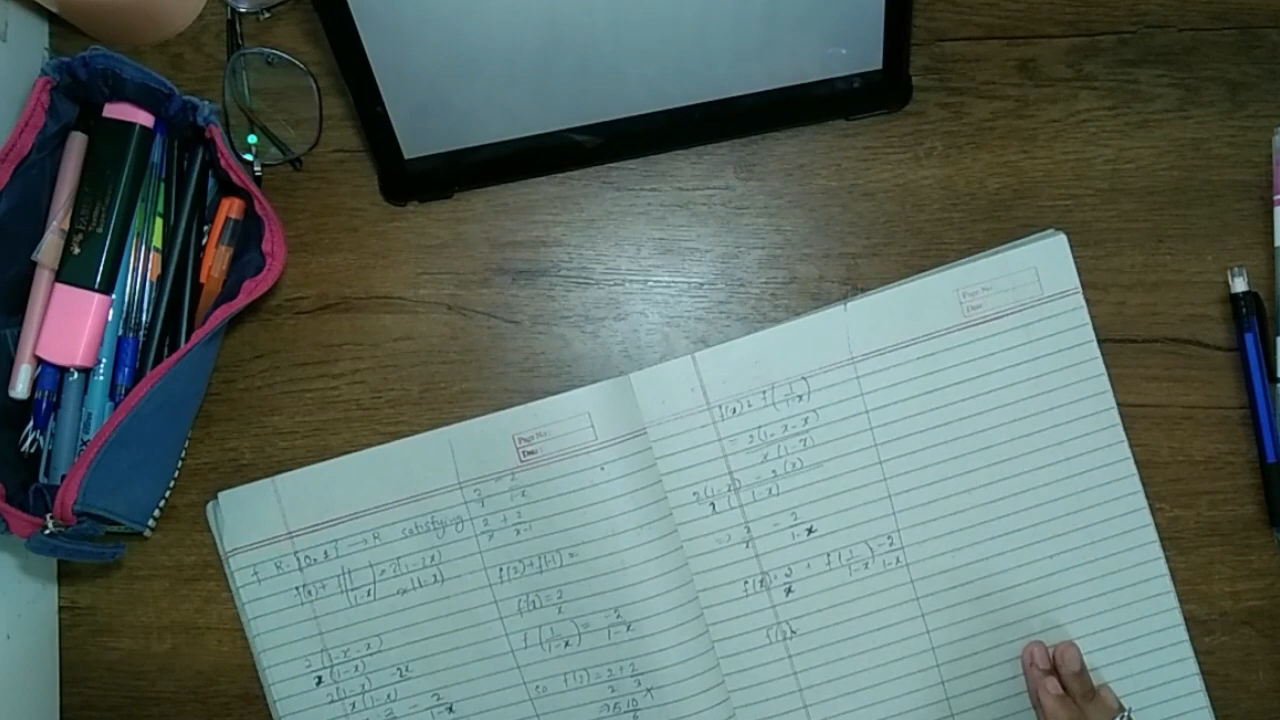 Page No.:
Date:
f R-{0,1} → R satisfying
f(x) + f(1/(1-x)) = 2(1-2x)/x(1-x)
2(1-x-x)
x(1-x)
2(1-x) -2x
x(1-x)
2/x - 2/(1-x)
2/x - 2/(1-x)
2/x + 2/(x-1)
f(2)+f(-1) =
f(x) = 2/x
f(1/(1-x)) = -2/(1-x)
so f(2) = 2/2 + 2/3 X
Page No.:
Date:
f(x) + f(1/(1-x))
= 2(1-x-x)
x(1-x)
2(1-x) - 2(x)
x (1-x)
⇒ 2/x - 2/(1-x)
f(x) = 2/x , f(1/(1-x)) -2/(1-x)
f(2)